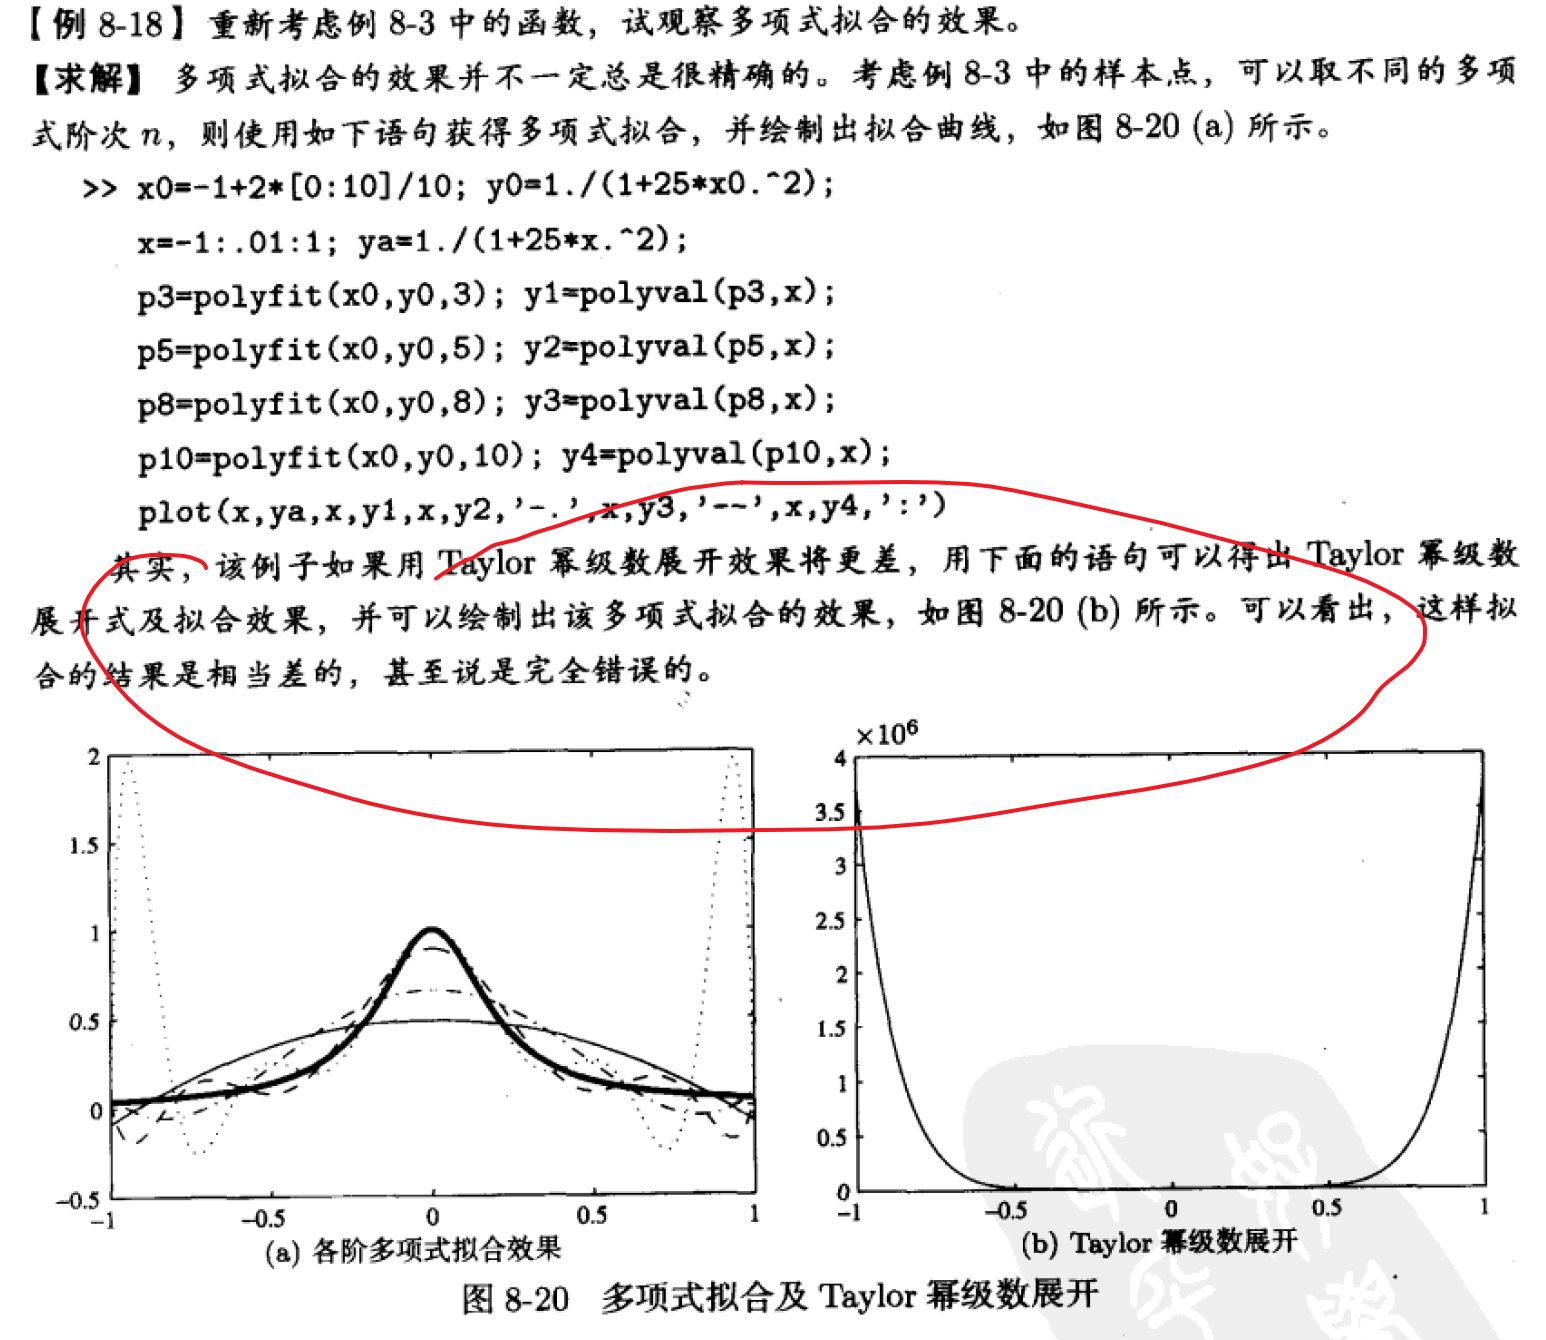 【例 8-18】 重新考虑例 8-3 中的函数，试观察多项式拟合的效果。
【求解】 多项式拟合的效果并不一定总是很精确的。考虑例 8-3 中的样本点，可以取不同的多项
式阶次 n，则使用如下语句获得多项式拟合，并绘制出拟合曲线，如图 8-20 (a) 所示。
>> x0=-1+2*[0:10]/10; y0=1./(1+25*x0.^2);
x=-1:.01:1; ya=1./(1+25*x.^2);
p3=polyfit(x0,y0,3); y1=polyval(p3,x);
p5=polyfit(x0,y0,5); y2=polyval(p5,x);
p8=polyfit(x0,y0,8); y3=polyval(p8,x);
p10=polyfit(x0,y0,10); y4=polyval(p10,x);
plot(x,ya,x,y1,x,y2,'-.',x,y3,'--',x,y4,':')
其实，该例子如果用 Taylor 幂级数展开效果将更差，用下面的语句可以得出 Taylor 幂级数
展开式及拟合效果，并可以绘制出该多项式拟合的效果，如图 8-20 (b) 所示。可以看出，这样拟
合的结果是相当差的，甚至说是完全错误的。
2
1.5
1
0.5
0
-0.5
-1
-0.5
0
0.5
1
(a) 各阶多项式拟合效果
×10⁶
4
3.5
3
2.5
2
1.5
1
0.5
0
-1
-0.5
0
0.5
1
(b) Taylor 幂级数展开
图 8-20 多项式拟合及 Taylor 幂级数展开